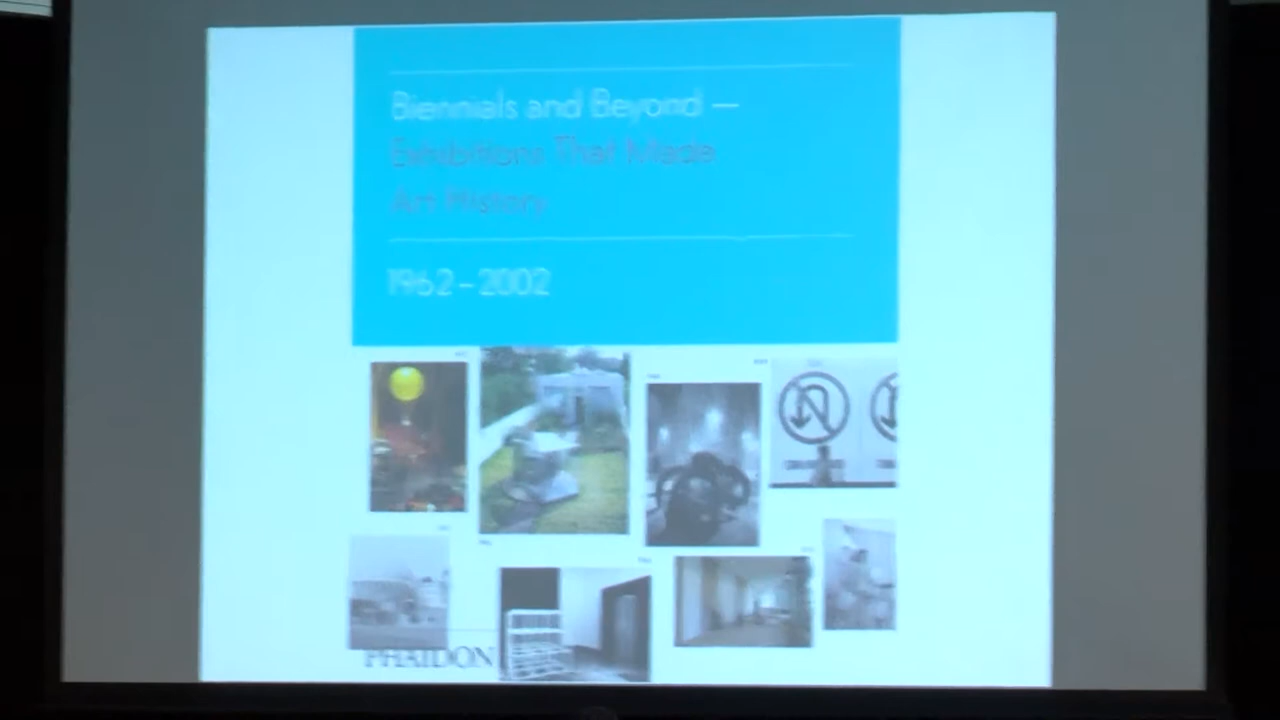 Biennials and Beyond —
Exhibitions That Made
Art History
1962 – 2002
PHAIDON